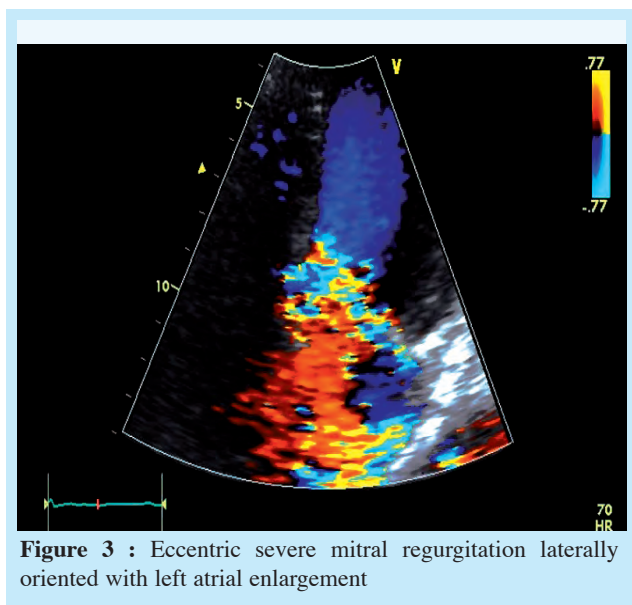 V
.77
5
-.77
10
70
HR
Figure 3 : Eccentric severe mitral regurgitation laterally
oriented with left atrial enlargement